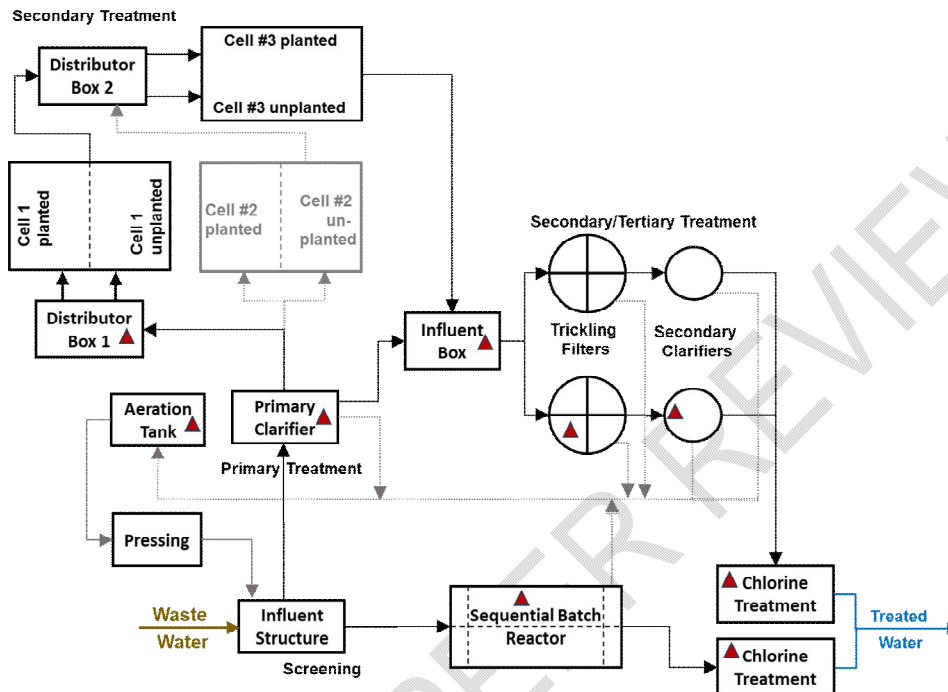 Secondary Treatment
Cell #3 planted
Cell #3 unplanted
Distributor
Box 2
Cell 1
planted
Cell 1
unplanted
Cell #2
planted
Cell #2
un-
planted)
Secondary/Tertiary Treatment
Distributor
Box 1
Influent
Box
Trickling
Filters
Secondary
Clarifiers
Aeration
Tank
Primary
Clarifier
Primary Treatment
Pressing
Waste
Water
Influent
Structure
Screening
Sequential Batch
Reactor
Chlorine
Treatment
Chlorine
Treatment
Treated
Water
ER REVIEW